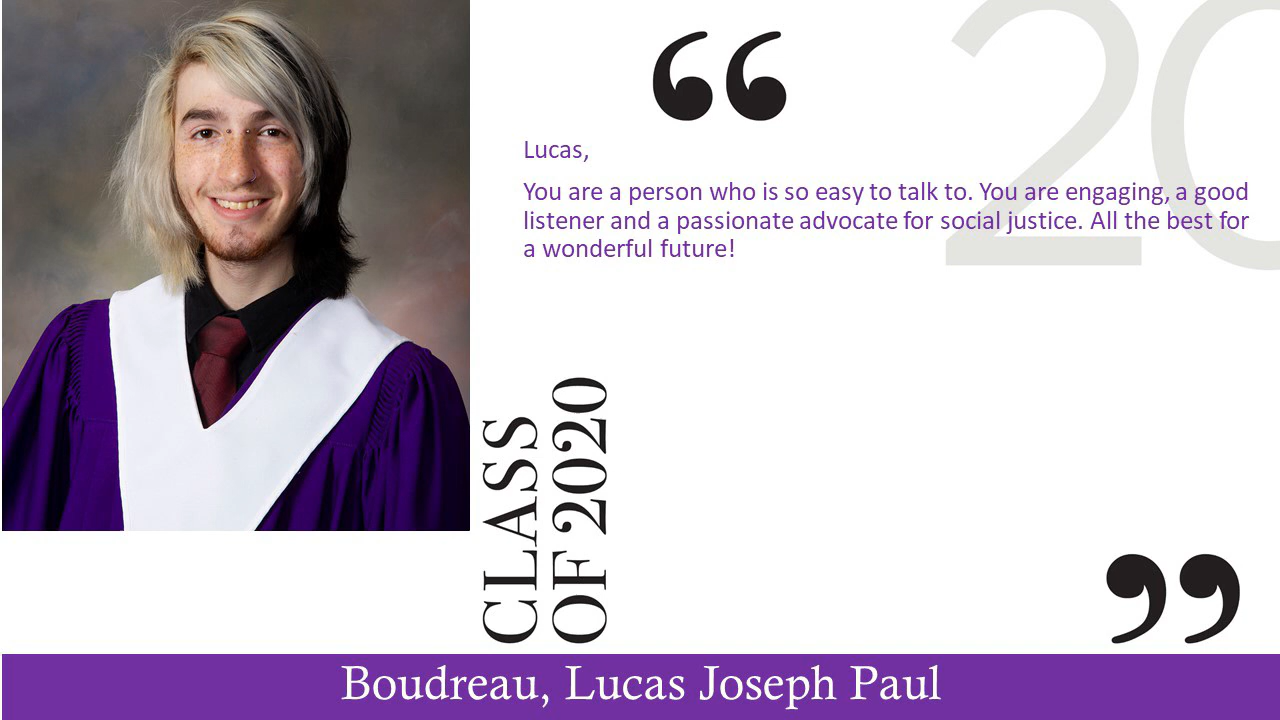 “
20
Lucas,
You are a person who is so easy to talk to. You are engaging, a good
listener and a passionate advocate for social justice. All the best for
a wonderful future!
CLASS
OF 2020
”
Boudreau, Lucas Joseph Paul